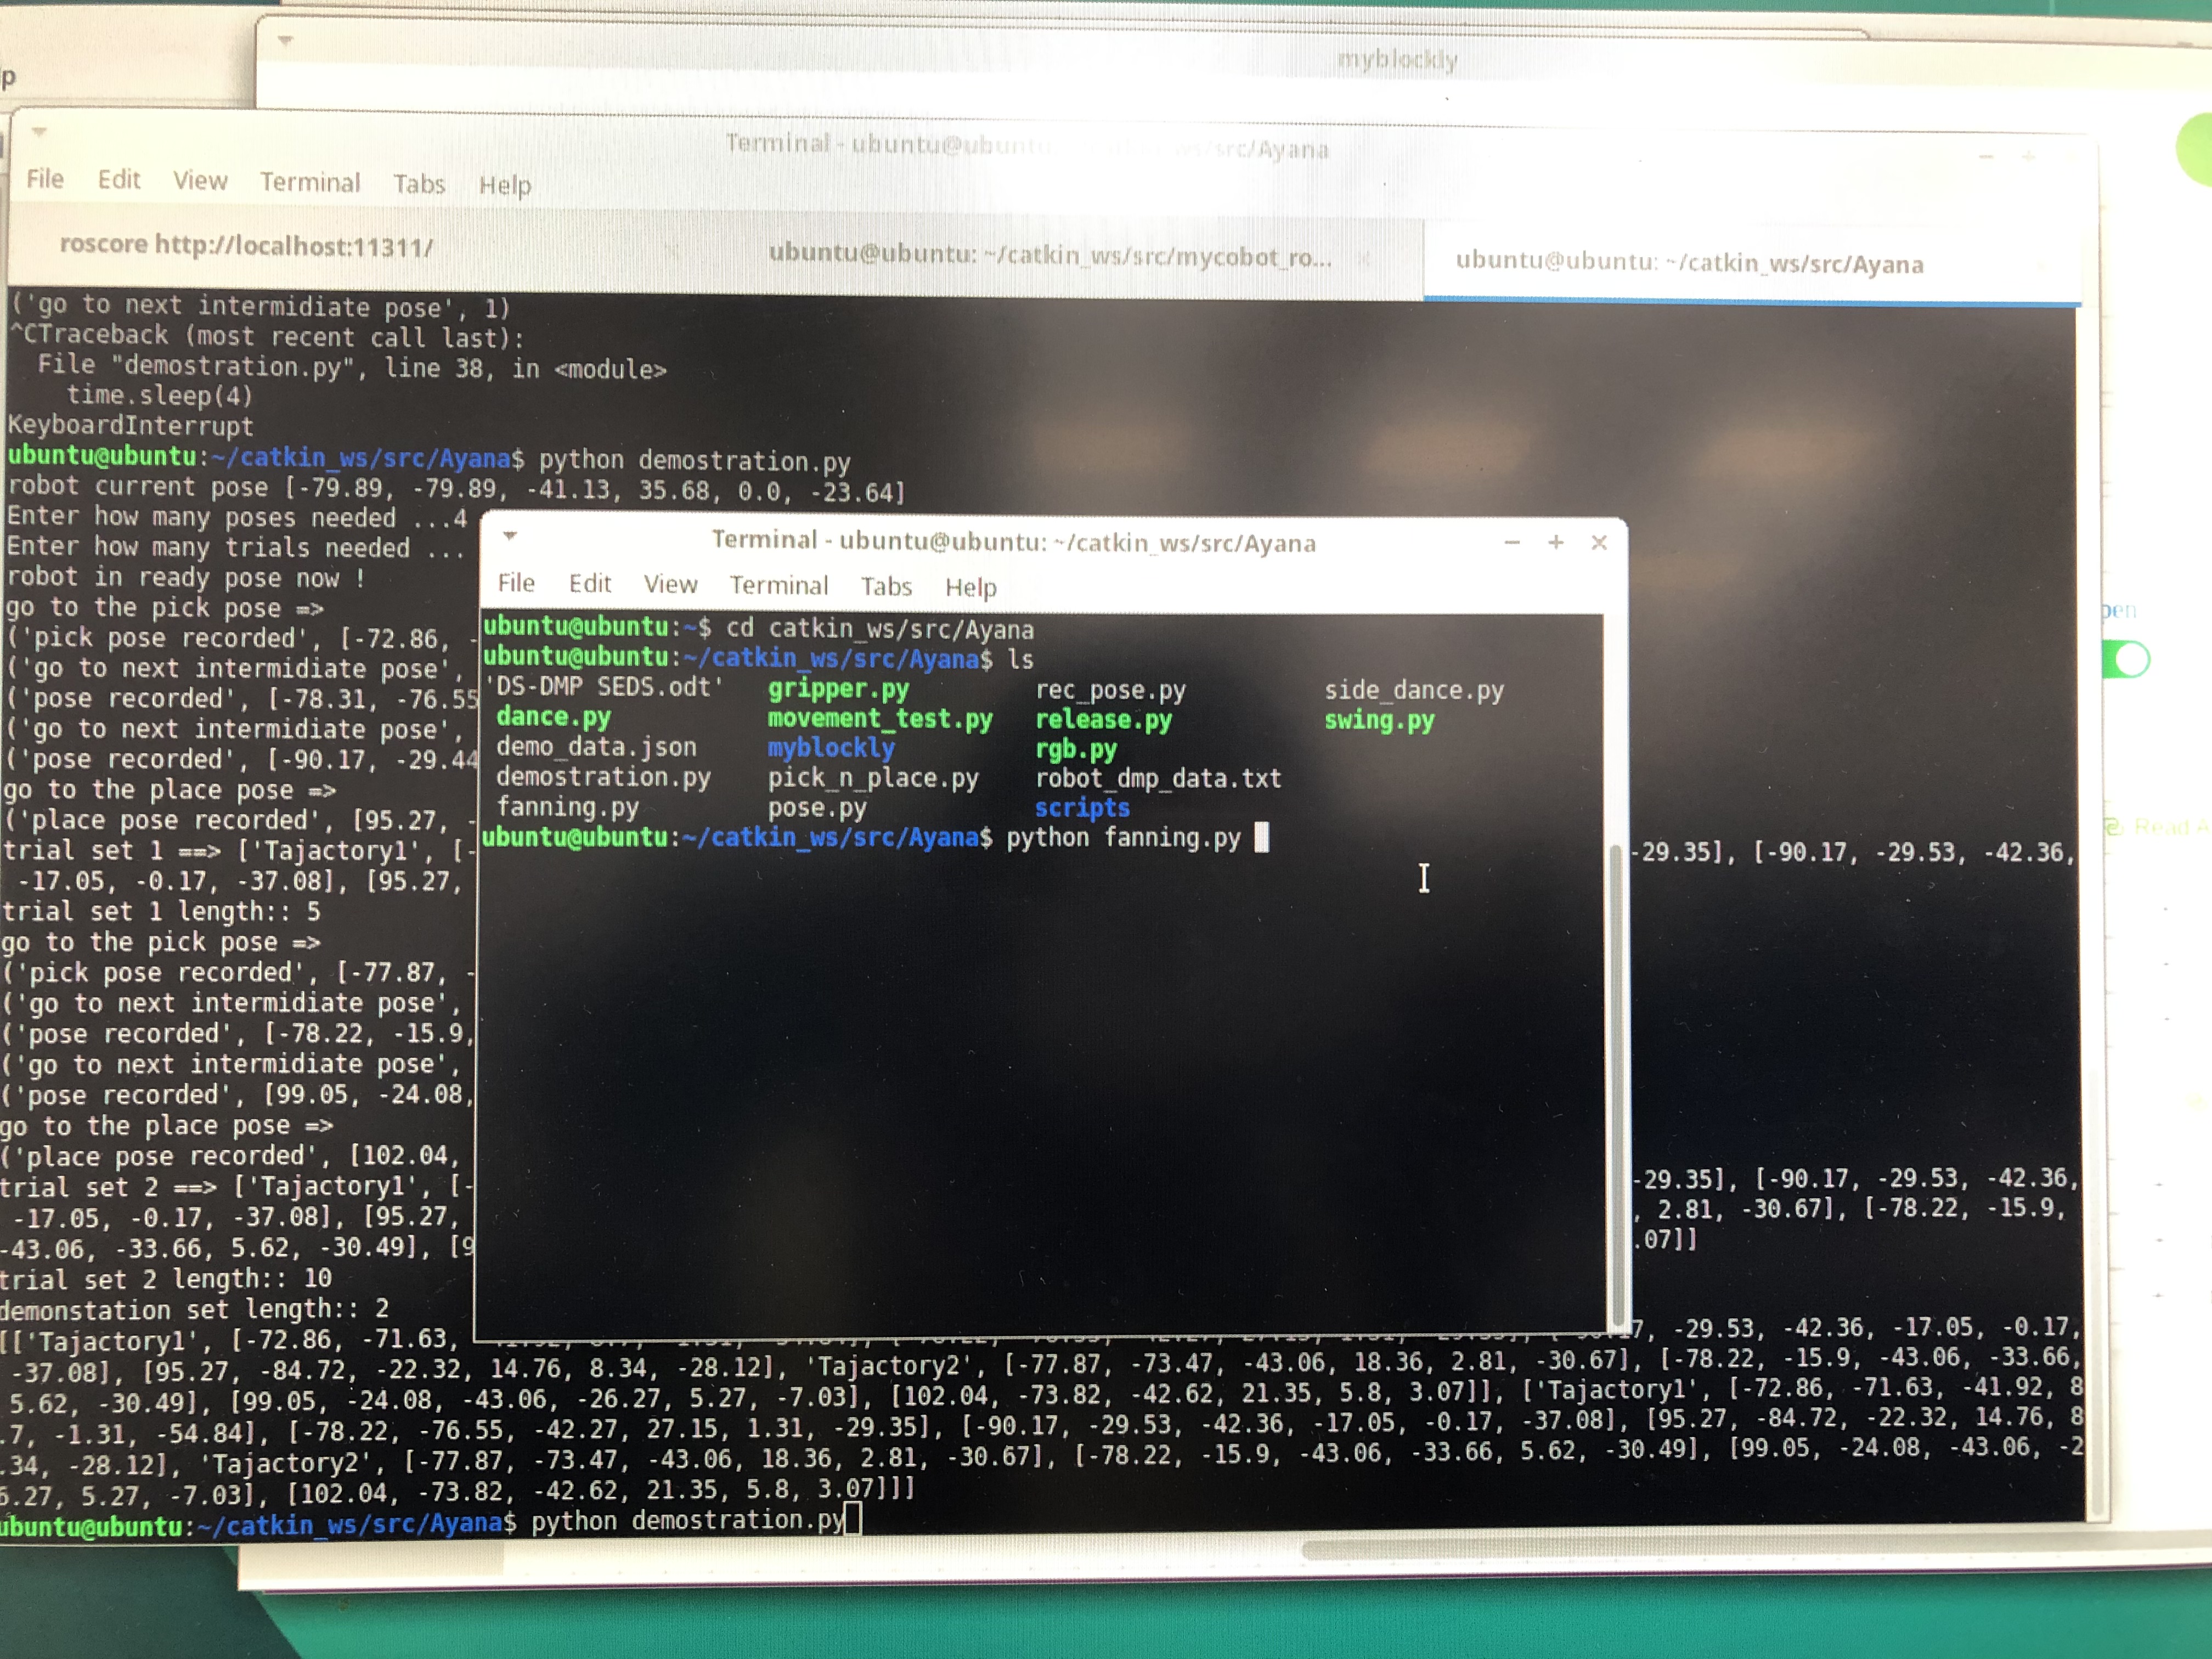 p
myblockly
Terminal - ubuntu@ubuntu: ~/catkin_ws/src/Ayana
File Edit View Terminal Tabs Help
roscore http://localhost:11311/
ubuntu@ubuntu: ~/catkin_ws/src/mycobot_ro...
ubuntu@ubuntu: ~/catkin_ws/src/Ayana
('go to next intermidiate pose', 1)
^CTraceback (most recent call last):
File "demostration.py", line 38, in <module>
time.sleep(4)
KeyboardInterrupt
ubuntu@ubuntu:~/catkin_ws/src/Ayana$ python demostration.py
robot current pose [-79.89, -79.89, -41.13, 35.68, 0.0, -23.64]
Enter how many poses needed ...4
Enter how many trials needed ...
robot in ready pose now !
go to the pick pose =>
('pick pose recorded', [-72.86, -
('go to next intermidiate pose',
('pose recorded', [-78.31, -76.55
('go to next intermidiate pose',
('pose recorded', [-90.17, -29.44
go to the place pose =>
('place pose recorded', [95.27, -
trial set 1 ==> ['Tajactory1', [- -29.35], [-90.17, -29.53, -42.36,
-17.05, -0.17, -37.08], [95.27,
trial set 1 length:: 5
go to the pick pose =>
('pick pose recorded', [-77.87, -
('go to next intermidiate pose',
('pose recorded', [-78.22, -15.9,
('go to next intermidiate pose',
('pose recorded', [99.05, -24.08,
go to the place pose =>
('place pose recorded', [102.04,
trial set 2 ==> ['Tajactory1', [- -29.35], [-90.17, -29.53, -42.36,
-17.05, -0.17, -37.08], [95.27, , 2.81, -30.67], [-78.22, -15.9,
-43.06, -33.66, 5.62, -30.49], [9 .07]]
trial set 2 length:: 10
demonstation set length:: 2
[['Tajactory1', [-72.86, -71.63, 7, -29.53, -42.36, -17.05, -0.17,
-37.08], [95.27, -84.72, -22.32, 14.76, 8.34, -28.12], 'Tajactory2', [-77.87, -73.47, -43.06, 18.36, 2.81, -30.67], [-78.22, -15.9, -43.06, -33.66,
5.62, -30.49], [99.05, -24.08, -43.06, -26.27, 5.27, -7.03], [102.04, -73.82, -42.62, 21.35, 5.8, 3.07]], ['Tajactory1', [-72.86, -71.63, -41.92, 8
.7, -1.31, -54.84], [-78.22, -76.55, -42.27, 27.15, 1.31, -29.35], [-90.17, -29.53, -42.36, -17.05, -0.17, -37.08], [95.27, -84.72, -22.32, 14.76, 8
.34, -28.12], 'Tajactory2', [-77.87, -73.47, -43.06, 18.36, 2.81, -30.67], [-78.22, -15.9, -43.06, -33.66, 5.62, -30.49], [99.05, -24.08, -43.06, -2
6.27, 5.27, -7.03], [102.04, -73.82, -42.62, 21.35, 5.8, 3.07]]]
ubuntu@ubuntu:~/catkin_ws/src/Ayana$ python demostration.py
Terminal - ubuntu@ubuntu: ~/catkin_ws/src/Ayana
File Edit View Terminal Tabs Help
ubuntu@ubuntu:~$ cd catkin_ws/src/Ayana
ubuntu@ubuntu:~/catkin_ws/src/Ayana$ ls
'DS-DMP SEDS.odt' gripper.py rec_pose.py side_dance.py
dance.py movement_test.py release.py swing.py
demo_data.json myblockly rgb.py
demostration.py pick_n_place.py robot_dmp_data.txt
fanning.py pose.py scripts
ubuntu@ubuntu:~/catkin_ws/src/Ayana$ python fanning.py
pen
Read A